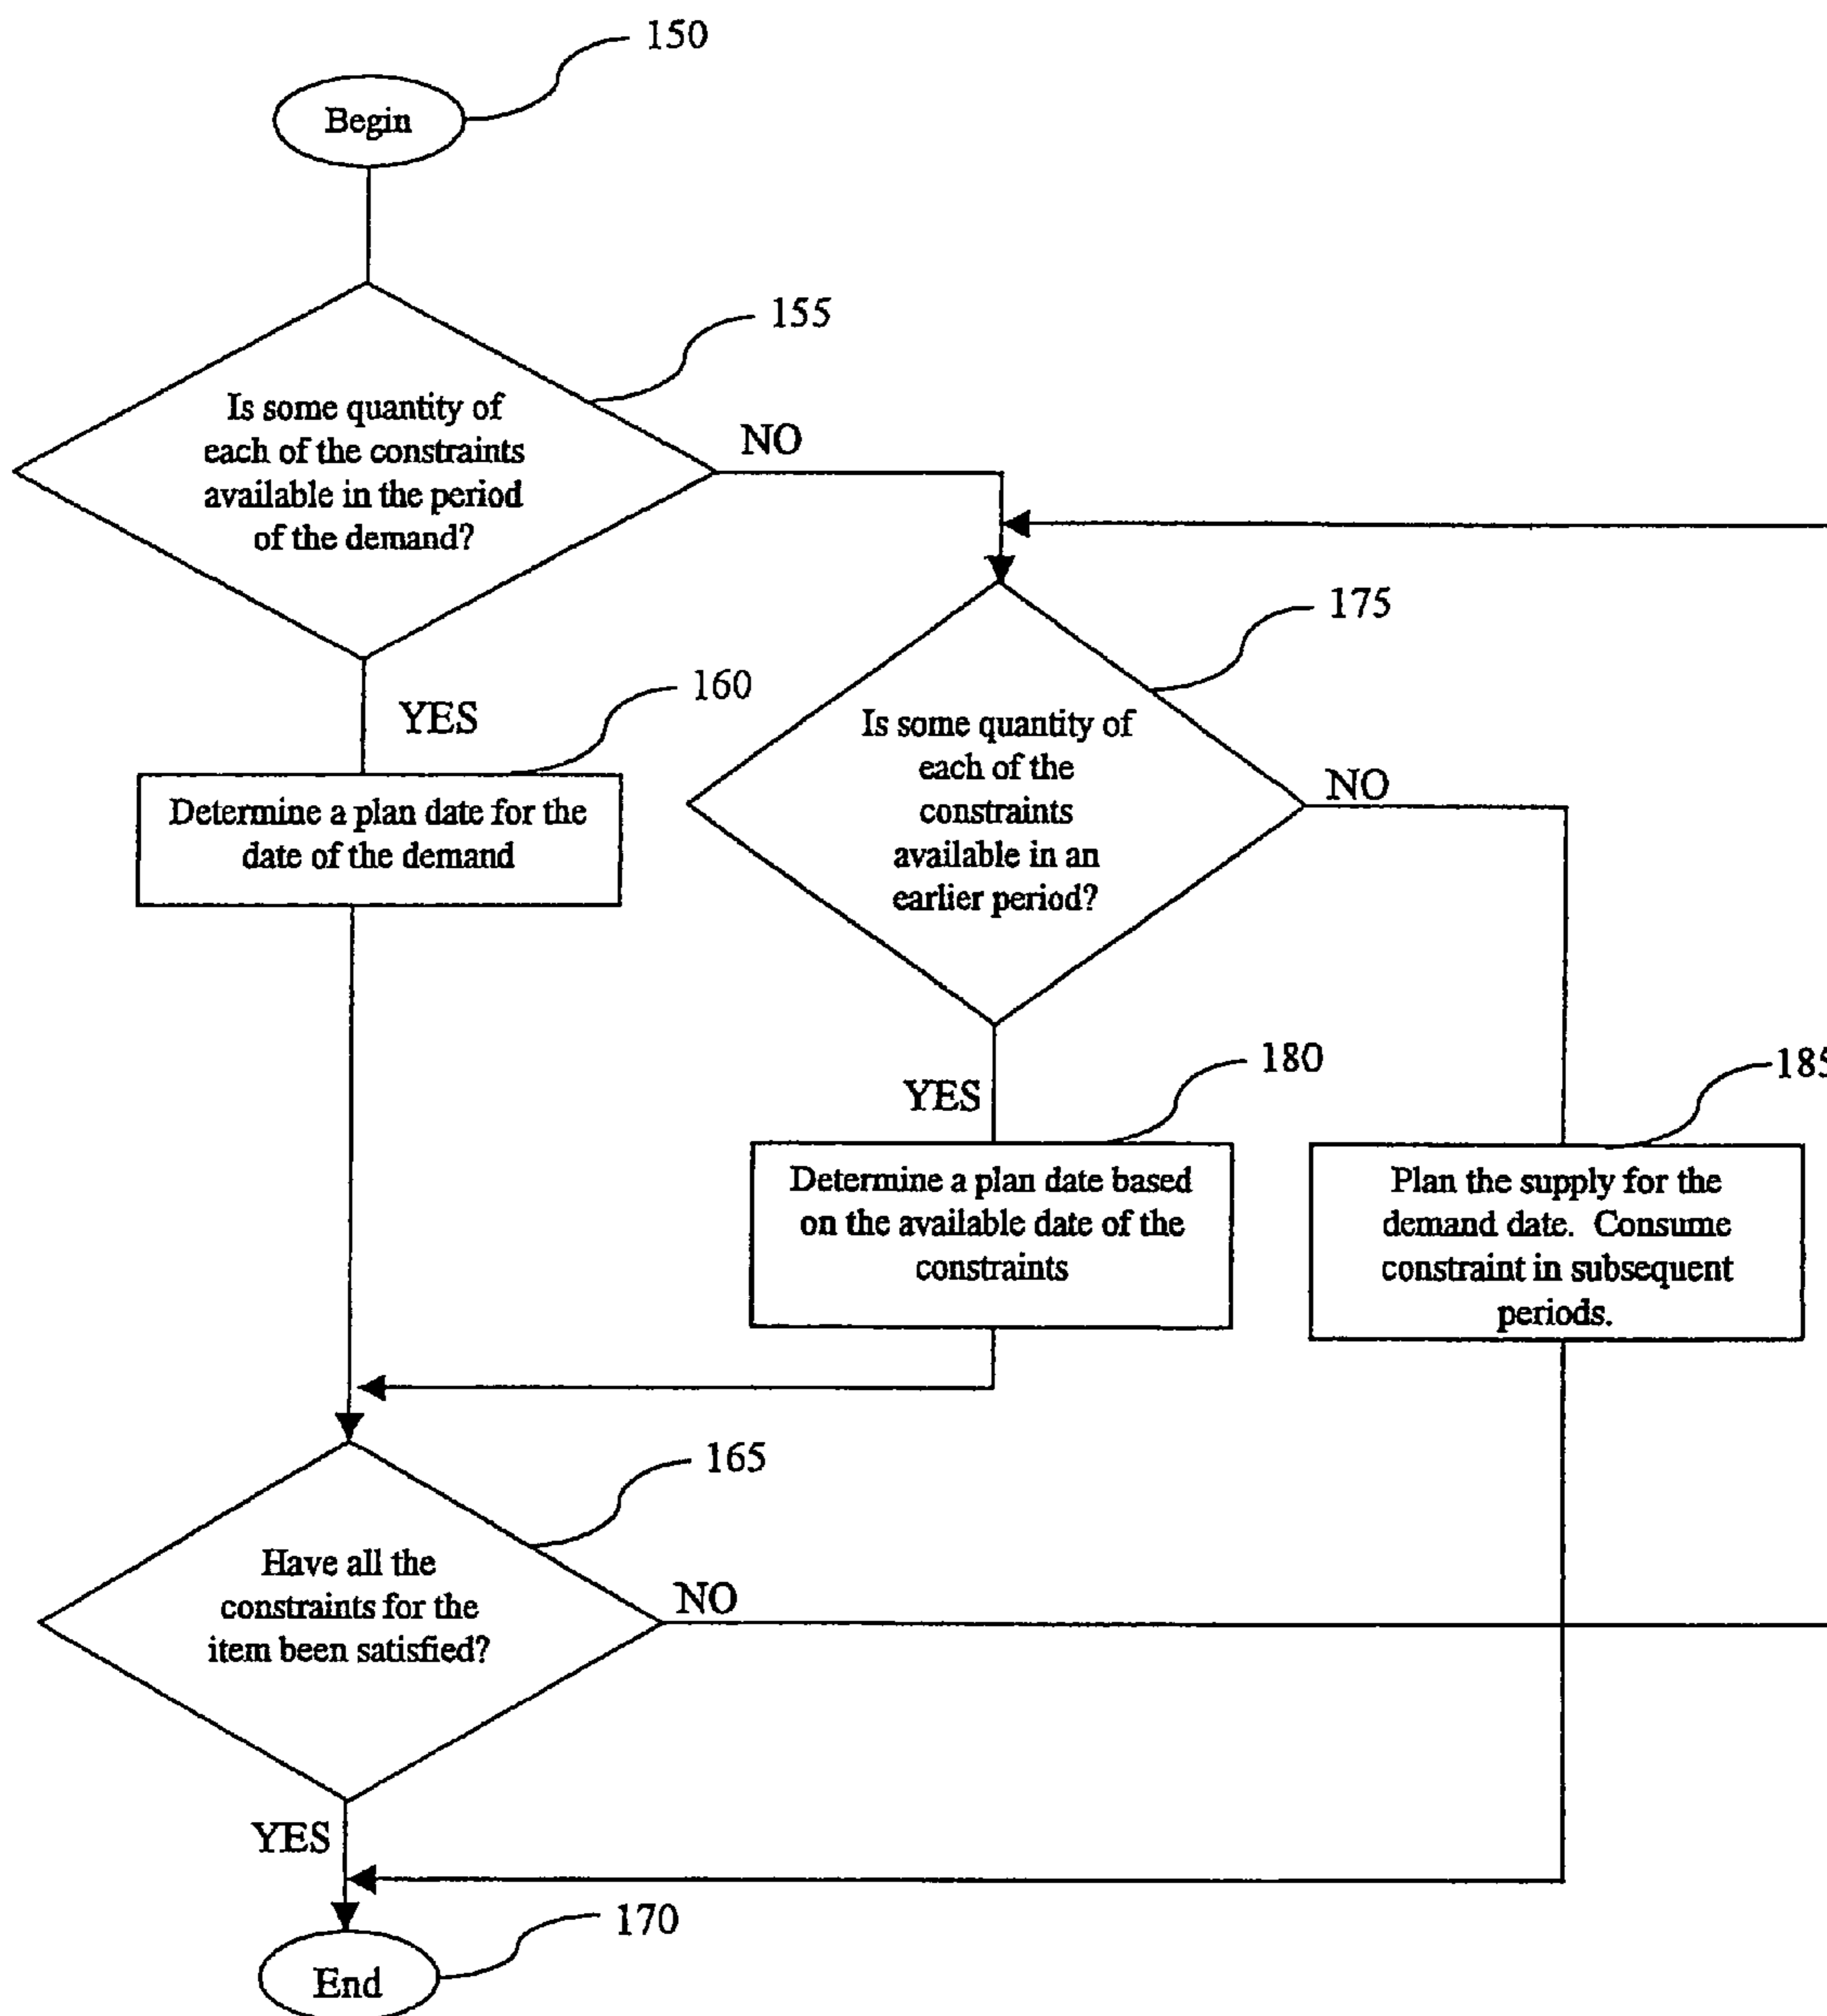 150
Begin
155
Is some quantity of
each of the constraints
available in the period
of the demand?
NO
175
160
YES
Determine a plan date for the
date of the demand
Is some quantity of
each of the
constraints
available in an
earlier period?
NO
180
185
YES
Determine a plan date based
on the available date of the
constraints
Plan the supply for the
demand date. Consume
constraint in subsequent
periods.
165
Have all the
constraints for the
item been satisfied?
NO
YES
170
End